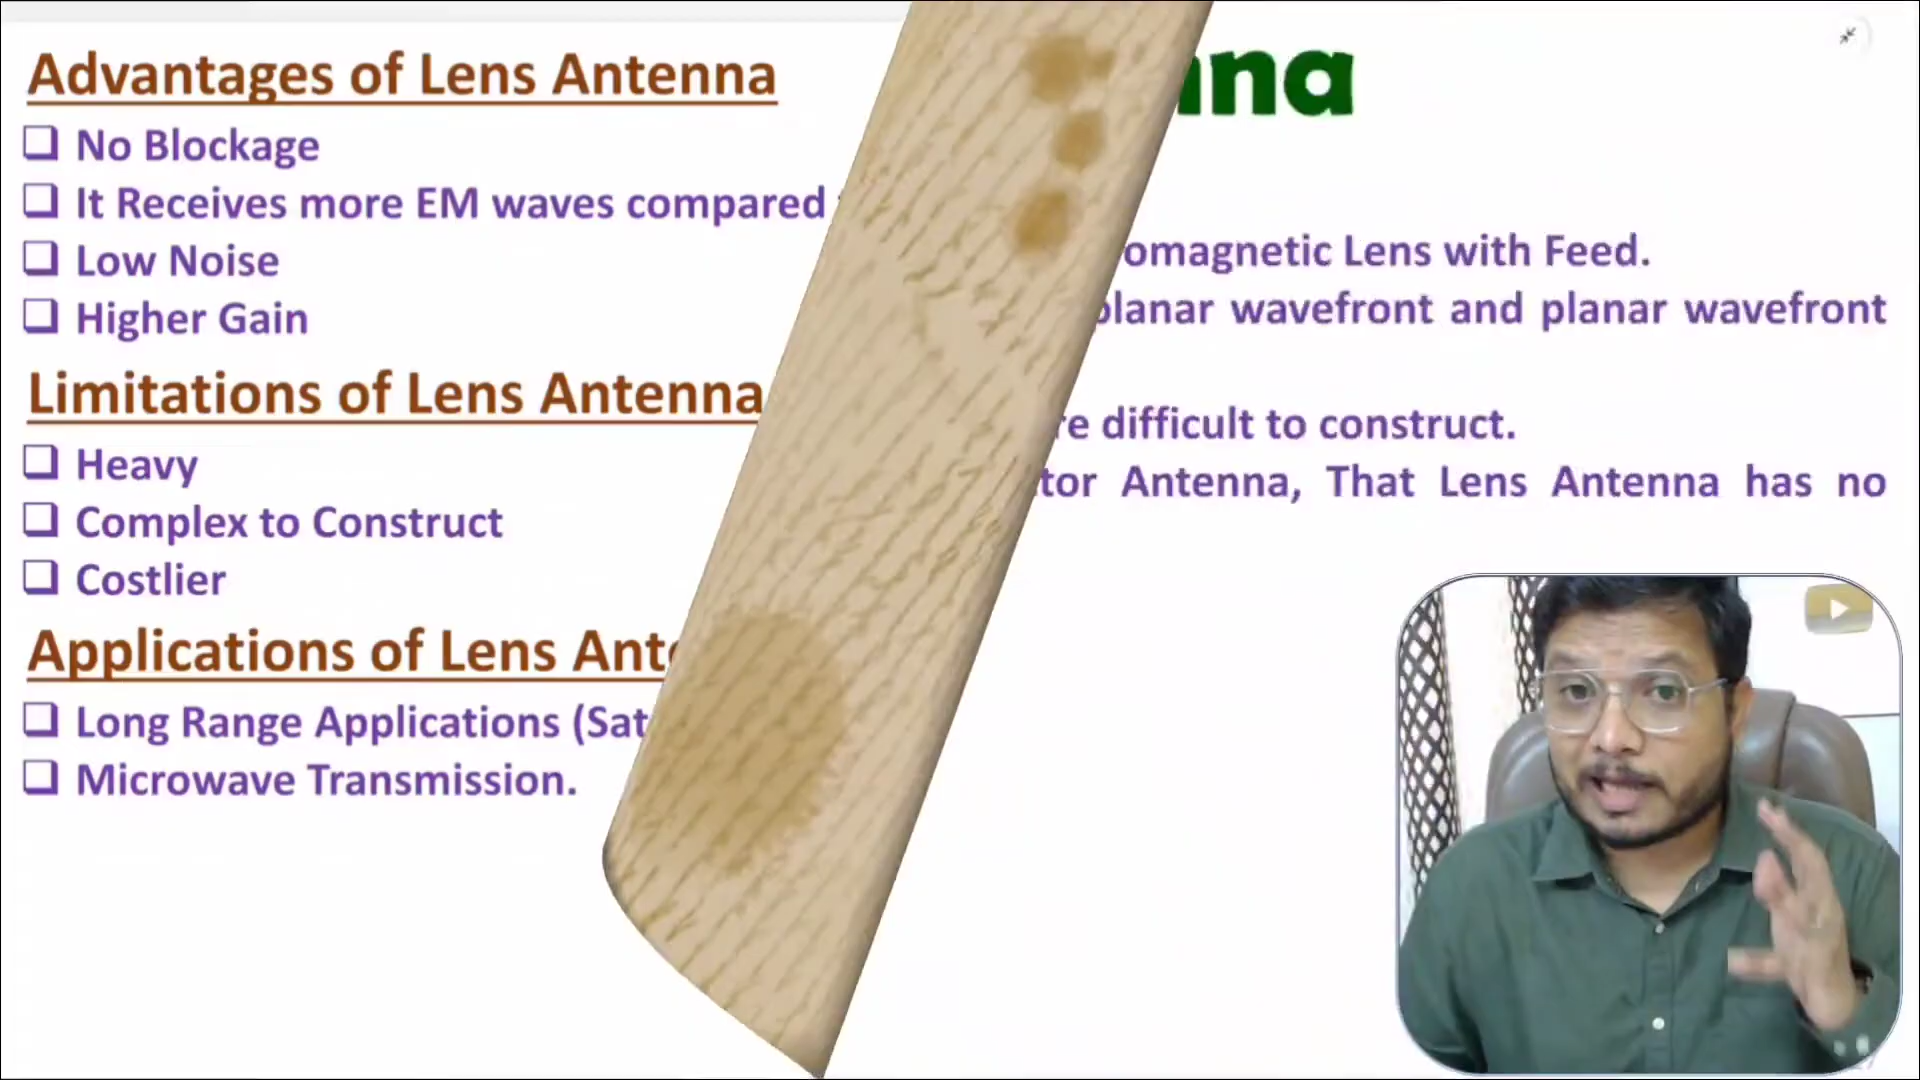 Advantages of Lens Antenna
No Blockage
It Receives more EM waves compared
Low Noise
Higher Gain
Limitations of Lens Antenna
Heavy
Complex to Construct
Costlier
Applications of Lens
Long Range Applications (Sat
Microwave Transmission.
nna
omagnetic Lens with Feed.
planar wavefront and planar wavefront
re difficult to construct.
tor Antenna, That Lens Antenna has no